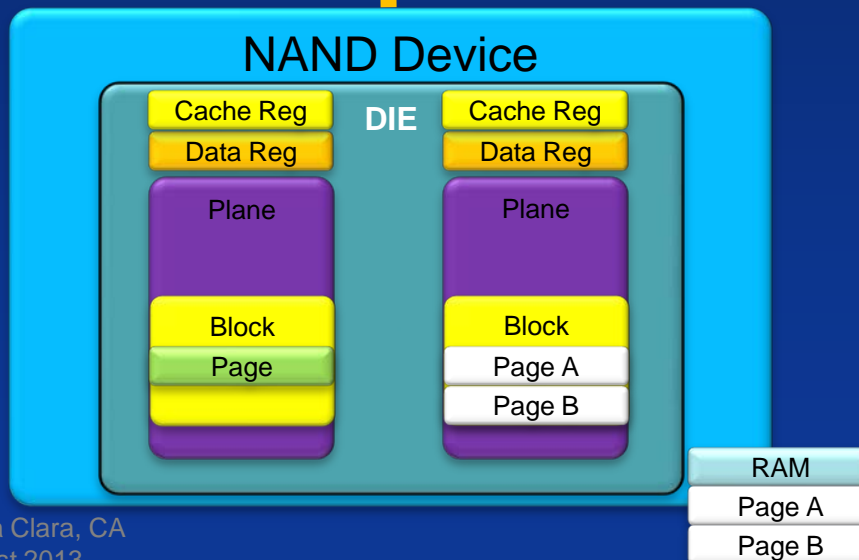 NAND Device
Cache Reg DIE Cache Reg
Data Reg Data Reg
Plane Plane
Block Block
Page Page A
Page B
RAM
Page A
Page B
Clara, CA
2013